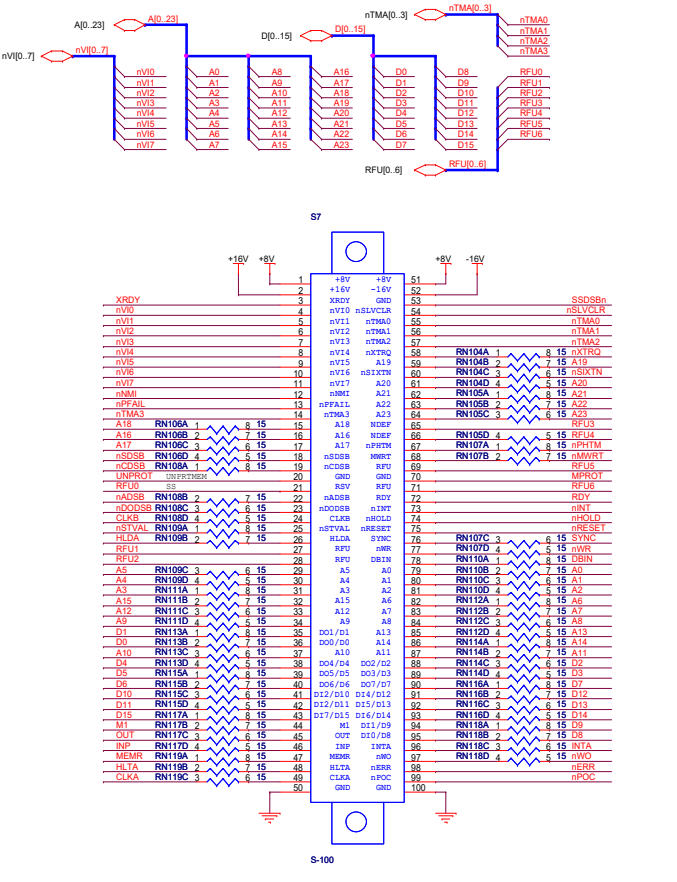 A[0..23] A[0..23]
D[0..15] D[0..15]
nTMA[0..3] nTMA[0..3]
nTMA0
nTMA1
nTMA2
nTMA3
nVI[0..7] nVI[0..7]
nVI0 A0 A8 A16 D0 D8 RFU0
nVI1 A1 A9 A17 D1 D9 RFU1
nVI2 A2 A10 A18 D2 D10 RFU2
nVI3 A3 A11 A19 D3 D11 RFU3
nVI4 A4 A12 A20 D4 D12 RFU4
nVI5 A5 A13 A21 D5 D13 RFU5
nVI6 A6 A14 A22 D6 D14 RFU6
nVI7 A7 A15 A23 D7 D15
RFU[0..6] RFU[0..6]
S7
+16V +8V +8V -16V
1 +8V +8V 51
2 +16V -16V 52
XRDY 3 XRDY GND 53 SSDSBn
nVI0 4 nVI0 nSLVCLR 54 nSLVCLR
nVI1 5 nVI1 nTMA0 55 nTMA0
nVI2 6 nVI2 nTMA1 56 nTMA1
nVI3 7 nVI3 nTMA2 57 nTMA2
nVI4 8 nVI4 nXTRQ 58 RN104A 1 8 15 nXTRQ
nVI5 9 nVI5 A19 59 RN104B 2 7 15 A19
nVI6 10 nVI6 nSIXTN 60 RN104C 3 6 15 nSIXTN
nVI7 11 nVI7 A20 61 RN104D 4 5 15 A20
nNMI 12 nNMI A21 62 RN105A 1 8 15 A21
nPFAIL 13 nPFAIL A22 63 RN105B 2 7 15 A22
nTMA3 14 nTMA3 A23 64 RN105C 3 6 15 A23
A18 RN106A 1 8 15 15 A18 NDEF 65 RFU3
A16 RN106B 2 7 15 16 A16 NDEF 66 RN105D 4 5 15 RFU4
A17 RN106C 3 6 15 17 A17 nPHTM 67 RN107A 1 8 15 nPHTM
nSDSB RN106D 4 5 15 18 nSDSB MWRT 68 RN107B 2 7 15 nMWRT
nCDSB RN108A 1 8 15 19 nCDSB RFU 69 RFU5
UNPROT UNPRTMEM 20 GND GND 70 MPROT
RFU0 SS 21 RSV RFU 71 RFU6
nADSB RN108B 2 7 15 22 nADSB RDY 72 RDY
nDODSB RN108C 3 6 15 23 nDODSB nINT 73 nINT
CLKB RN108D 4 5 15 24 CLKB nHOLD 74 nHOLD
nSTVAL RN109A 1 8 15 25 nSTVAL nRESET 75 nRESET
HLDA RN109B 2 7 15 26 HLDA SYNC 76 RN107C 3 6 15 SYNC
RFU1 27 RFU nWR 77 RN107D 4 5 15 nWR
RFU2 28 RFU DBIN 78 RN110A 1 8 15 DBIN
A5 RN109C 3 6 15 29 A5 A0 79 RN110B 2 7 15 A0
A4 RN109D 4 5 15 30 A4 A1 80 RN110C 3 6 15 A1
A3 RN111A 1 8 15 31 A3 A2 81 RN110D 4 5 15 A2
A15 RN111B 2 7 15 32 A15 A6 82 RN112A 1 8 15 A6
A12 RN111C 3 6 15 33 A12 A7 83 RN112B 2 7 15 A7
A9 RN111D 4 5 15 34 A9 A8 84 RN112C 3 6 15 A8
D1 RN113A 1 8 15 35 DO1/D1 A13 85 RN112D 4 5 15 A13
D0 RN113B 2 7 15 36 DO0/D0 A14 86 RN114A 1 8 15 A14
A10 RN113C 3 6 15 37 A10 A11 87 RN114B 2 7 15 A11
D4 RN113D 4 5 15 38 DO4/D4 DO2/D2 88 RN114C 3 6 15 D2
D5 RN115A 1 8 15 39 DO5/D5 DO3/D3 89 RN114D 4 5 15 D3
D6 RN115B 2 7 15 40 DO6/D6 DO7/D7 90 RN116A 1 8 15 D7
D10 RN115C 3 6 15 41 DI2/D10 DI4/D12 91 RN116B 2 7 15 D12
D11 RN115D 4 5 15 42 DI2/D11 DI5/D13 92 RN116C 3 6 15 D13
D15 RN117A 1 8 15 43 DI7/D15 DI6/D14 93 RN116D 4 5 15 D14
M1 RN117B 2 7 15 44 M1 DI1/D9 94 RN118A 1 8 15 D9
OUT RN117C 3 6 15 45 OUT DI0/D8 95 RN118B 2 7 15 D8
INP RN117D 4 5 15 46 INP INTA 96 RN118C 3 6 15 INTA
MEMR RN119A 1 8 15 47 MEMR nWO 97 RN118D 4 5 15 nWO
HLTA RN119B 2 7 15 48 HLTA nERR 98 nERR
CLKA RN119C 3 6 15 49 CLKA nPOC 99 nPOC
50 GND GND 100
S-100